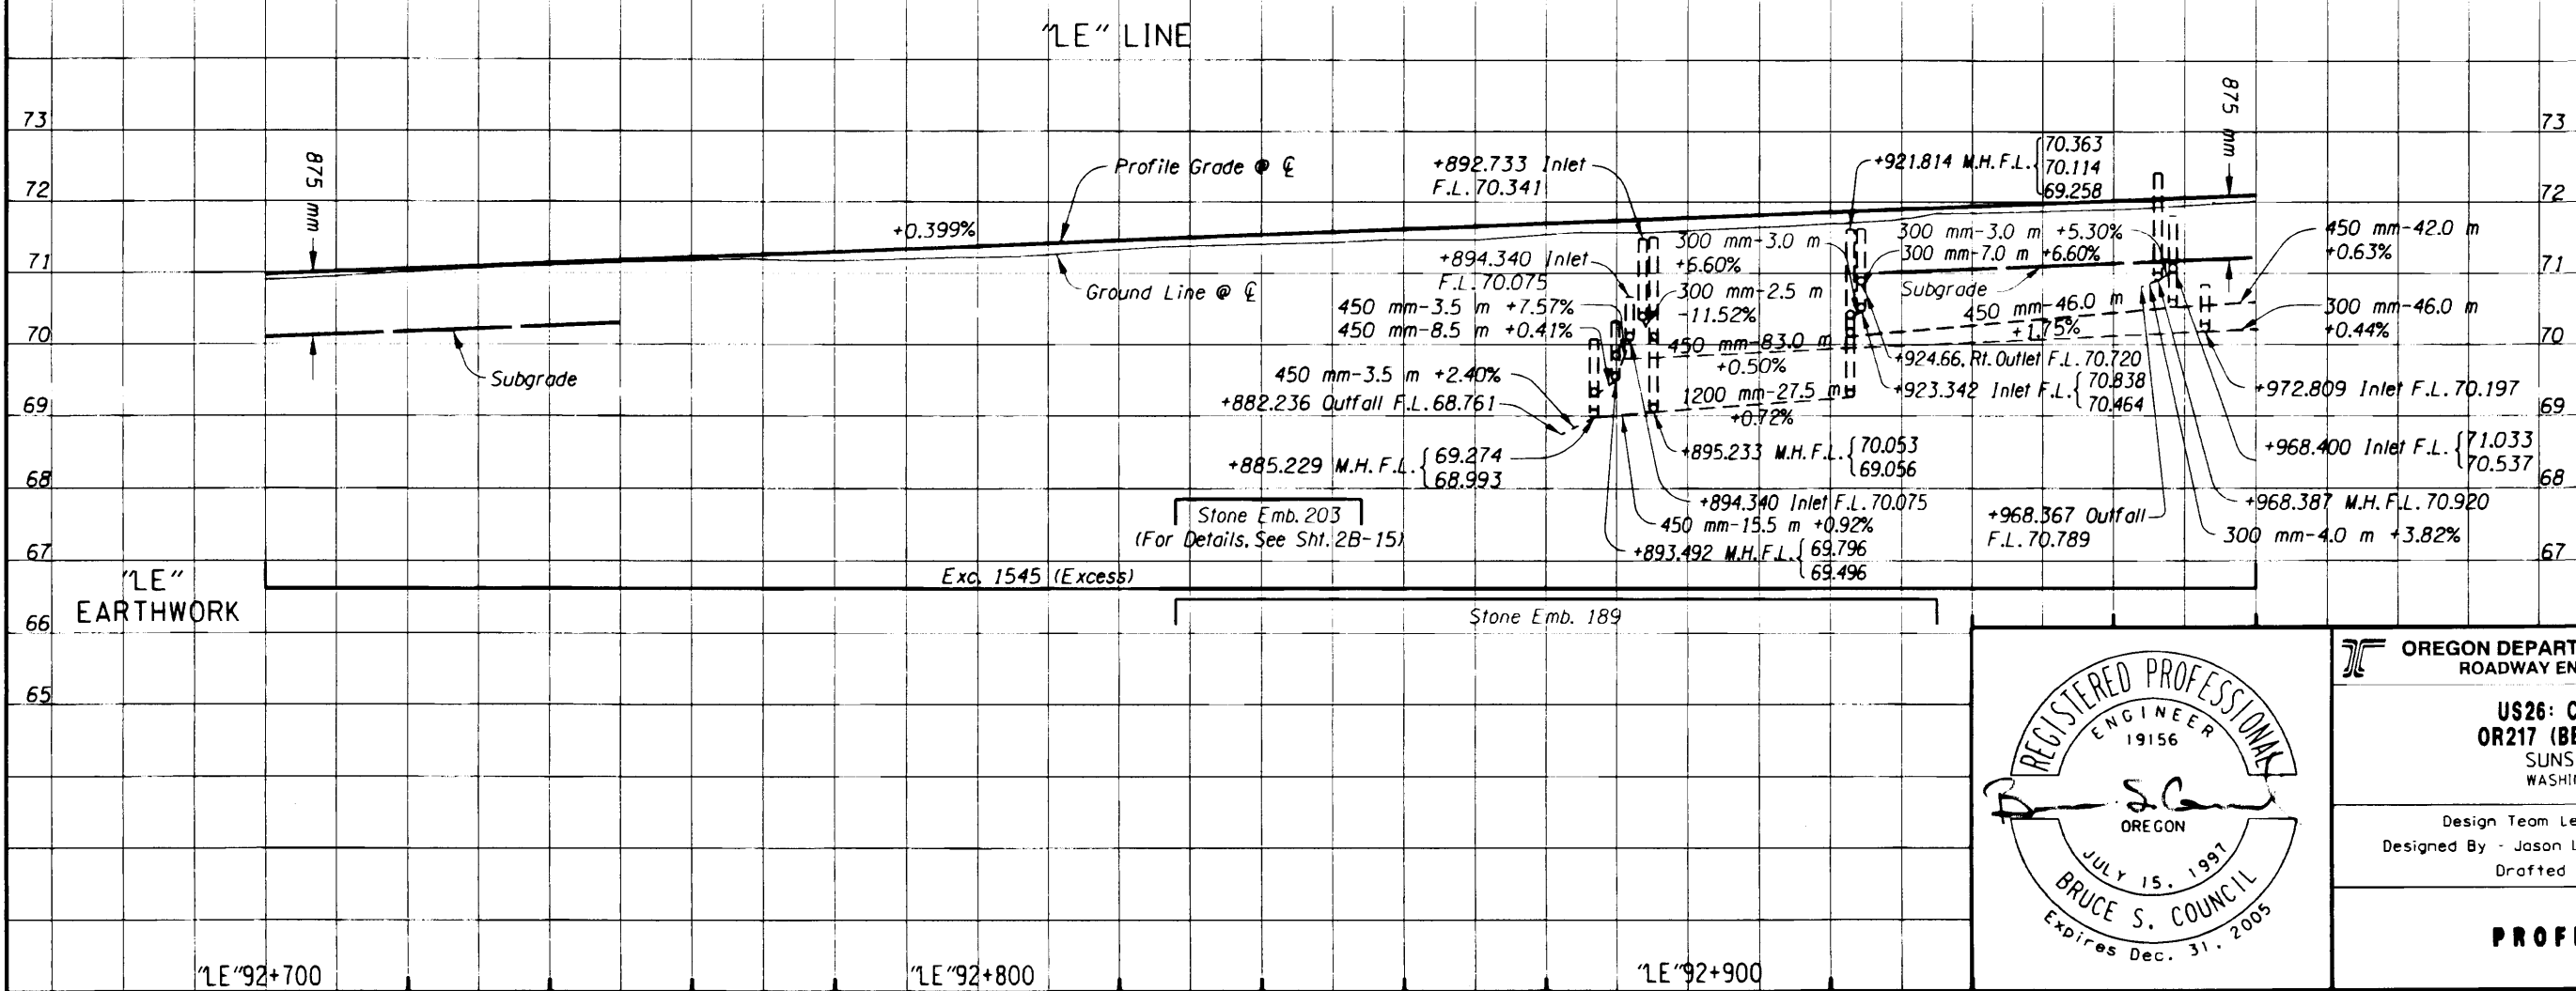 "LE" LINE
73
72
71
70
69
68
67
66
65
875 mm
Subgrade
+0.399%
Profile Grade @ ℄
Ground Line @ ℄
+892.733 Inlet
F.L. 70.341
+894.340 Inlet
F.L. 70.075
450 mm-3.5 m +7.57%
450 mm-8.5 m +0.41%
450 mm-3.5 m +2.40%
+882.236 Outfall F.L. 68.761
+885.229 M.H. F.L. { 69.274
68.993
300 mm-3.0 m
+6.60%
300 mm-2.5 m
-11.52%
450 mm-83.0 m
+0.50%
1200 mm-27.5 m
+0.72%
+895.233 M.H. F.L. { 70.053
69.056
+894.340 Inlet F.L. 70.075
450 mm-15.5 m +0.92%
+893.492 M.H. F.L. { 69.796
69.496
+921.814 M.H. F.L. { 70.363
70.114
69.258
300 mm-3.0 m +5.30%
300 mm-7.0 m +6.60%
Subgrade
450 mm-46.0 m
+1.75%
+924.66, Rt. Outlet F.L. 70.720
+923.342 Inlet F.L. { 70.838
70.464
875 mm
450 mm-42.0 m
+0.63%
300 mm-46.0 m
+0.44%
+972.809 Inlet F.L. 70.197
+968.400 Inlet F.L. { 71.033
70.537
+968.387 M.H. F.L. 70.920
300 mm-4.0 m +3.82%
+968.367 Outfall
F.L. 70.789
73
72
71
70
69
68
67
Stone Emb. 203
(For Details, See Sht. 2B-15)
"LE"
EARTHWORK
Exc. 1545 (Excess)
Stone Emb. 189
"LE"92+700
"LE"92+800
"LE"92+900
REGISTERED PROFESSIONAL
ENGINEER
19156
OREGON
JULY 15, 1997
BRUCE S. COUNCIL
Expires Dec. 31, 2005
OREGON DEPART
ROADWAY EN
US26: C
OR217 (BE
SUNS
WASHI
Design Team Le
Designed By - Jason L
Drafted
PROF